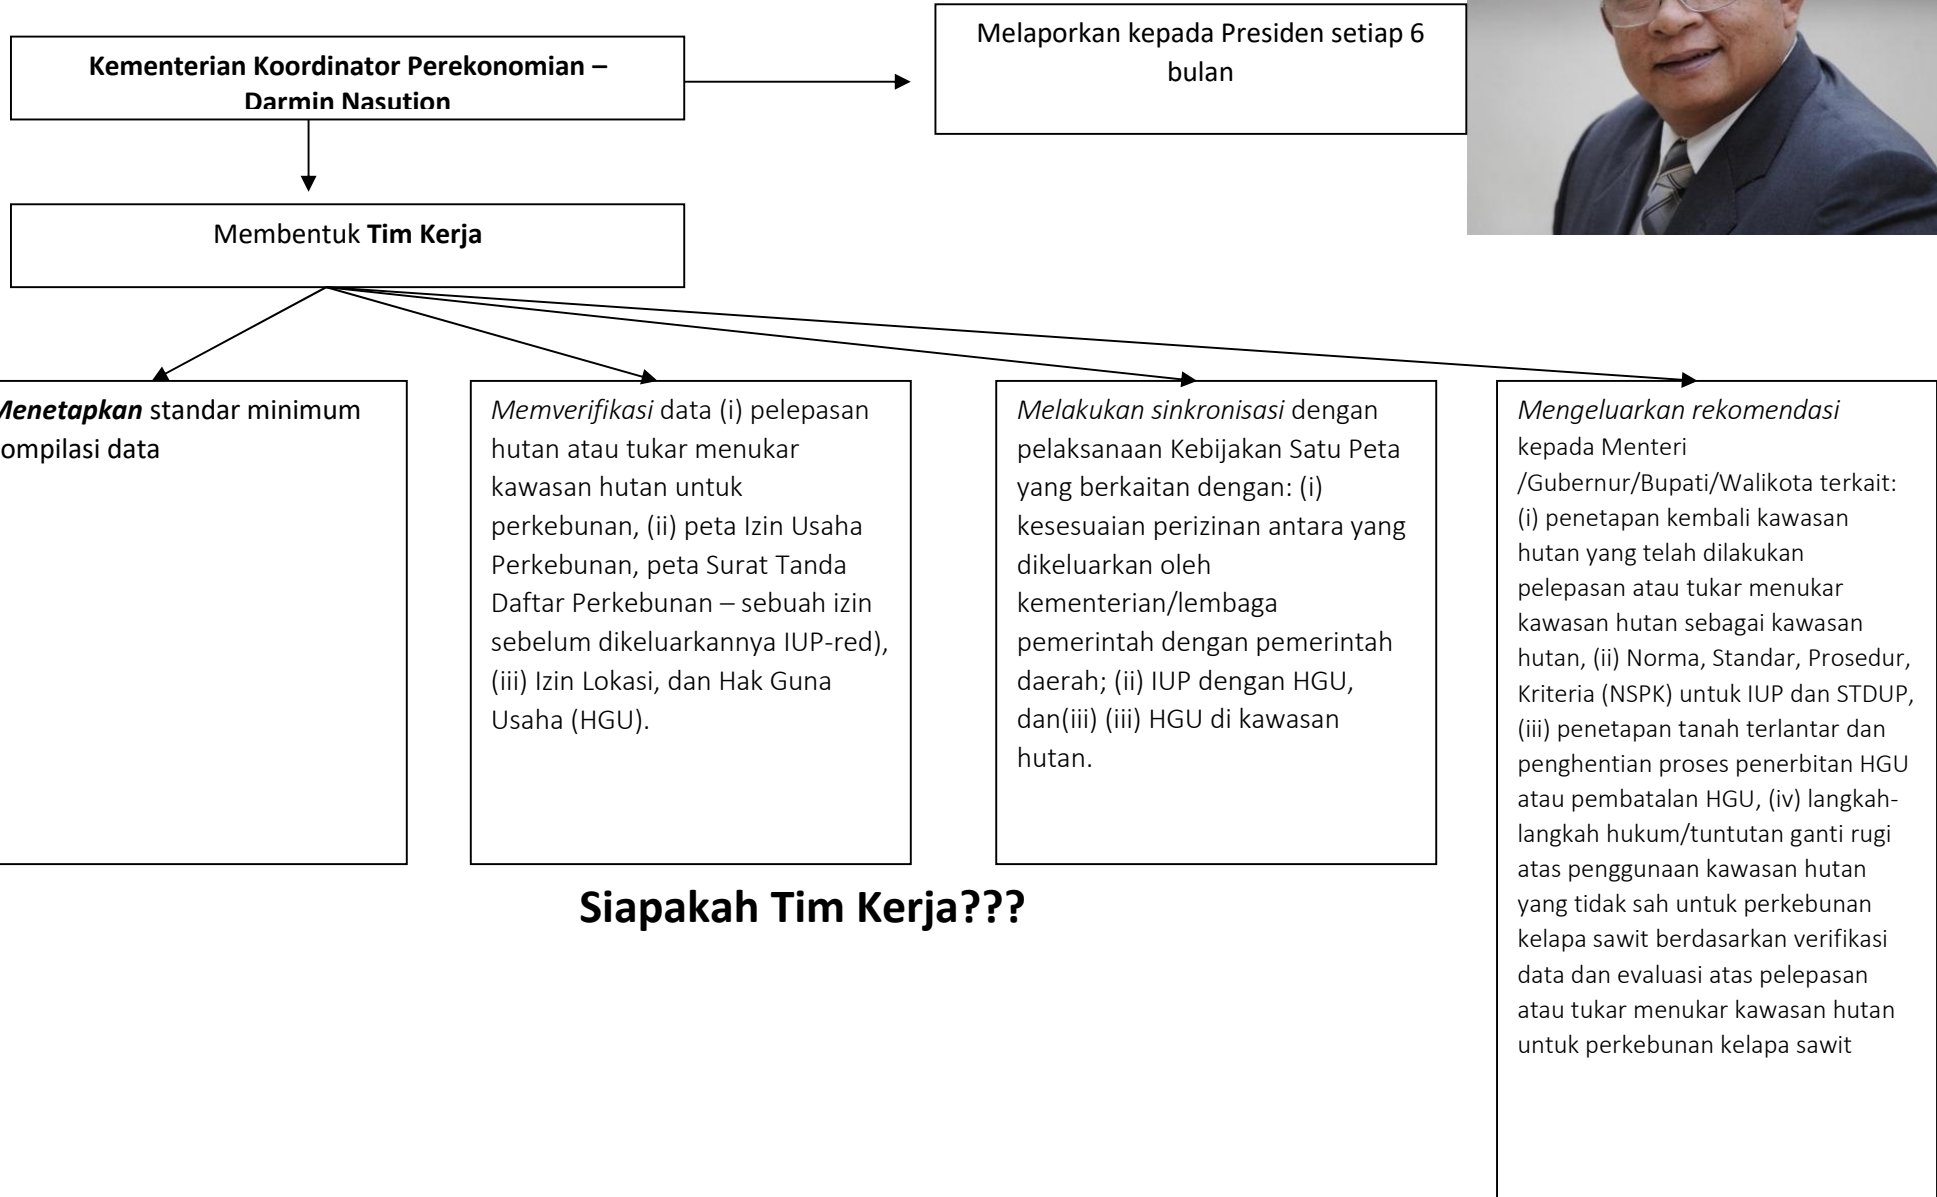 Kementerian Koordinator Perekonomian –
Darmin Nasution
Melaporkan kepada Presiden setiap 6
bulan
Membentuk Tim Kerja
Menetapkan standar minimum
ompilasi data
Memverifikasi data (i) pelepasan
hutan atau tukar menukar
kawasan hutan untuk
perkebunan, (ii) peta Izin Usaha
Perkebunan, peta Surat Tanda
Daftar Perkebunan – sebuah izin
sebelum dikeluarkannya IUP-red),
(iii) Izin Lokasi, dan Hak Guna
Usaha (HGU).
Melakukan sinkronisasi dengan
pelaksanaan Kebijakan Satu Peta
yang berkaitan dengan: (i)
kesesuaian perizinan antara yang
dikeluarkan oleh
kementerian/lembaga
pemerintah dengan pemerintah
daerah; (ii) IUP dengan HGU,
dan(iii) (iii) HGU di kawasan
hutan.
Mengeluarkan rekomendasi
kepada Menteri
/Gubernur/Bupati/Walikota terkait:
(i) penetapan kembali kawasan
hutan yang telah dilakukan
pelepasan atau tukar menukar
kawasan hutan sebagai kawasan
hutan, (ii) Norma, Standar, Prosedur,
Kriteria (NSPK) untuk IUP dan STDUP,
(iii) penetapan tanah terlantar dan
penghentian proses penerbitan HGU
atau pembatalan HGU, (iv) langkah-
langkah hukum/tuntutan ganti rugi
atas penggunaan kawasan hutan
yang tidak sah untuk perkebunan
kelapa sawit berdasarkan verifikasi
data dan evaluasi atas pelepasan
atau tukar menukar kawasan hutan
untuk perkebunan kelapa sawit
Siapakah Tim Kerja???